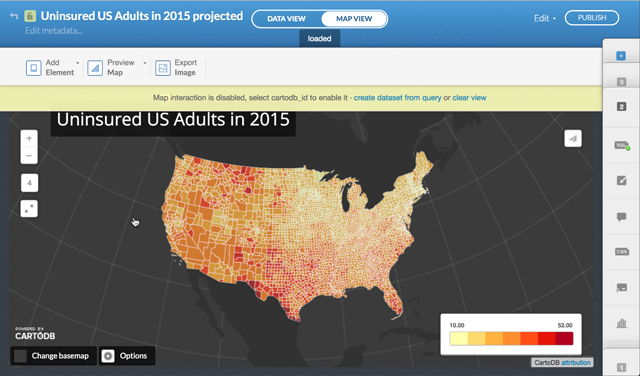 Uninsured US Adults in 2015 projected
Edit metadata...
DATA VIEW
MAP VIEW
Edit
PUBLISH
loaded
Add Element
Preview Map
Export Image
Map interaction is disabled, select cartodb_id to enable it - create dataset from query or clear view
Uninsured US Adults in 2015
+
3
2
SQL
+
−
4
CSS
POWERED BY
CARTODB
10.00
52.00
Change basemap
Options
CartoDB attribution
1